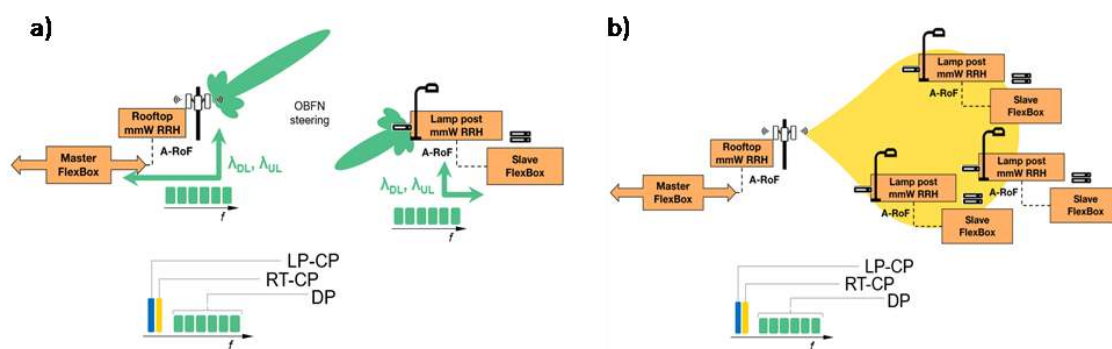 a)
Rooftop
mmW RRH
A-RoF
Master
FlexBox
λDL, λUL
f
OBFN
steering
Lamp post
mmW RRH
A-RoF
Slave
FlexBox
λDL, λUL
f
LP-CP
RT-CP
DP
f
b)
Lamp post
mmW RRH
A-RoF
Slave
FlexBox
Rooftop
mmW RRH
A-RoF
Master
FlexBox
Lamp post
mmW RRH
A-RoF
Slave
FlexBox
Lamp post
mmW RRH
A-RoF
Slave
FlexBox
LP-CP
RT-CP
DP
f